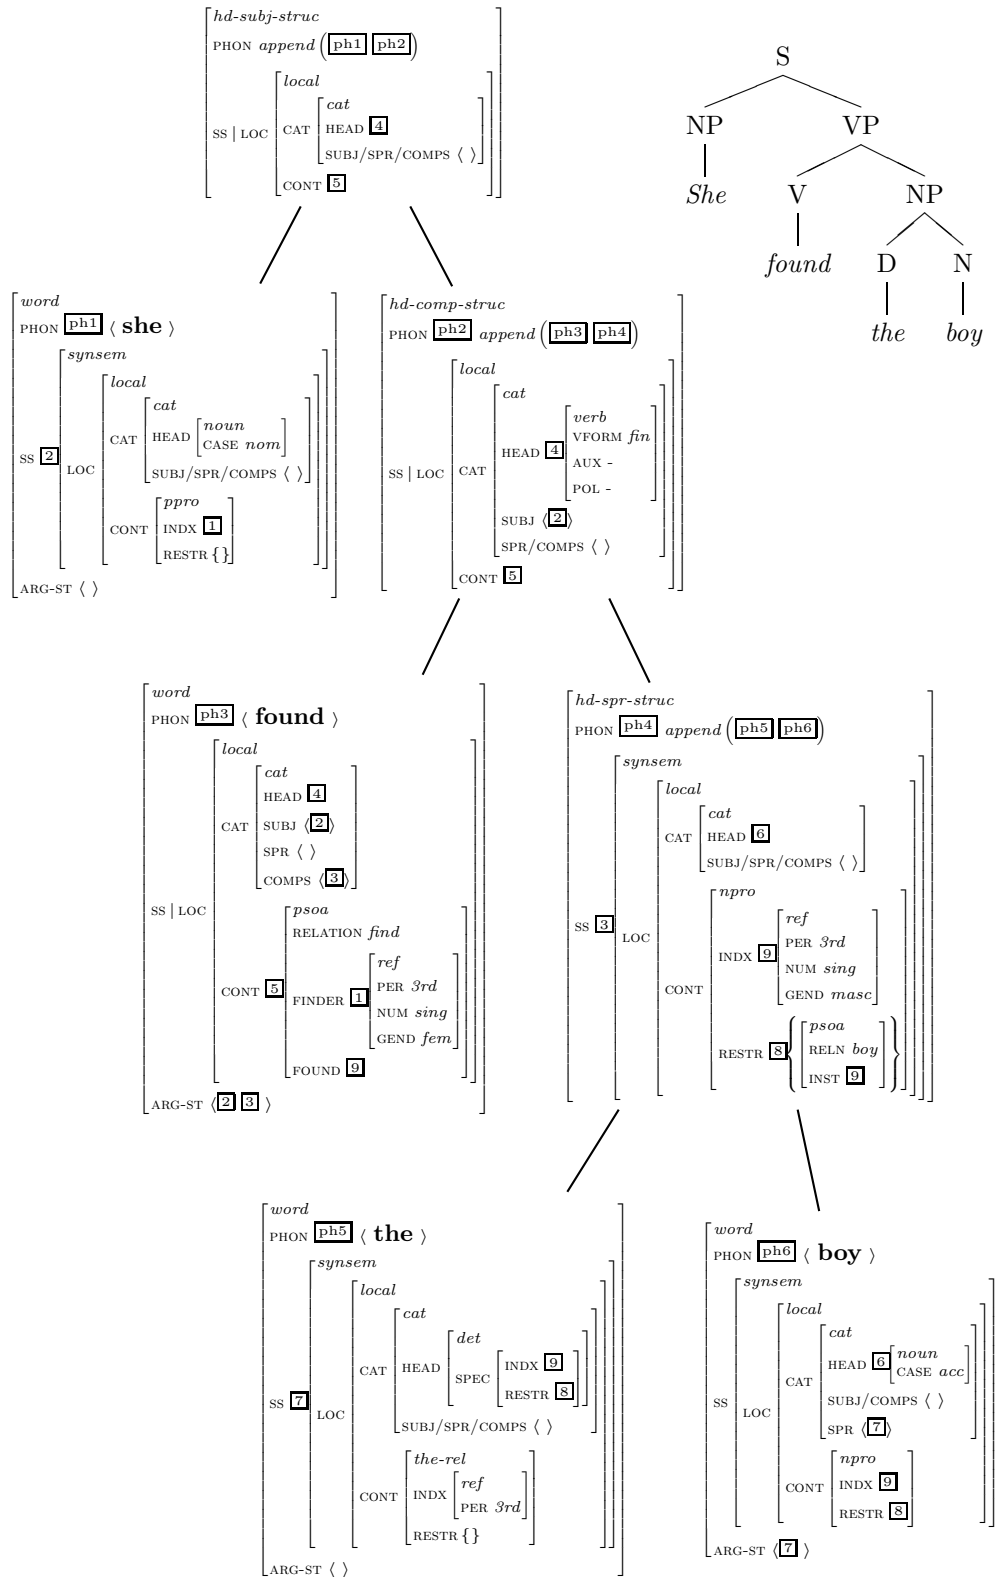 hd-subj-struc
PHON append ( ph1 ph2 )
local
cat
SS | LOC CAT HEAD 4
SUBJ/SPR/COMPS ⟨ ⟩
CONT 5
S
NP VP
She V NP
found D N
the boy
word
PHON ph1 ⟨ she ⟩
synsem
local
cat
CAT HEAD noun
CASE nom
SS 2 LOC SUBJ/SPR/COMPS ⟨ ⟩
ppro
CONT INDX 1
RESTR {}
ARG-ST ⟨ ⟩
hd-comp-struc
PHON ph2 append ( ph3 ph4 )
local
cat
verb
VFORM fin
HEAD 4
AUX -
SS | LOC CAT
POL -
SUBJ ⟨ 2 ⟩
SPR/COMPS ⟨ ⟩
CONT 5
word
PHON ph3 ⟨ found ⟩
local
cat
HEAD 4
CAT SUBJ ⟨ 2 ⟩
SPR ⟨ ⟩
COMPS ⟨ 3 ⟩
SS | LOC
psoa
RELATION find
ref
PER 3rd
CONT 5 FINDER 1
NUM sing
GEND fem
FOUND 9
ARG-ST ⟨ 2 3 ⟩
hd-spr-struc
PHON ph4 append ( ph5 ph6 )
synsem
local
cat
CAT HEAD 6
SUBJ/SPR/COMPS ⟨ ⟩
npro
ref
SS 3 LOC
PER 3rd
INDX 9
NUM sing
CONT
GEND masc
psoa
RESTR 8 { RELN boy }
INST 9
word
PHON ph5 ⟨ the ⟩
synsem
local
cat
det
CAT HEAD SPEC INDX 9
RESTR 8
SS 7 LOC
SUBJ/SPR/COMPS ⟨ ⟩
the-rel
CONT INDX ref
PER 3rd
RESTR {}
ARG-ST ⟨ ⟩
word
PHON ph6 ⟨ boy ⟩
synsem
local
cat
HEAD 6 noun
CASE acc
CAT
SUBJ/COMPS ⟨ ⟩
SS LOC
SPR ⟨ 7 ⟩
npro
CONT INDX 9
RESTR 8
ARG-ST ⟨ 7 ⟩